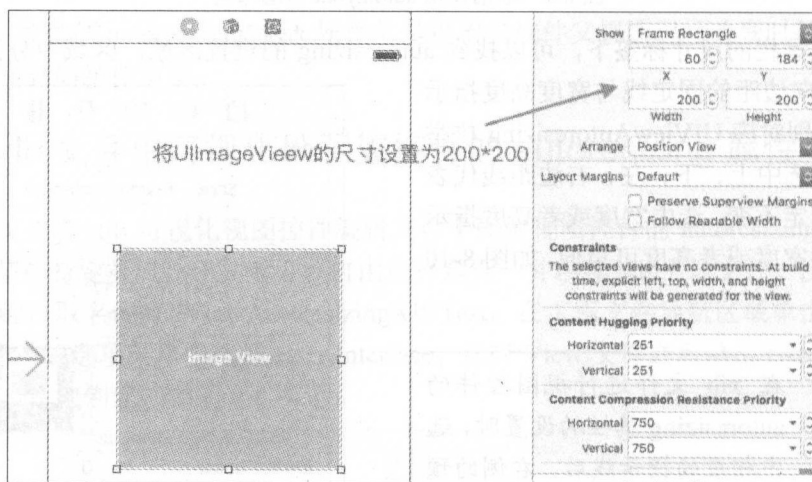 Show Frame Rectangle
60 184
X Y
200 200
Width Height
将UIImageVieew的尺寸设置为200*200
Arrange Position View
Layout Margins Default
Preserve Superview Margins
Follow Readable Width
Constraints
The selected views have no constraints. At build
time, explicit left, top, width, and height
constraints will be generated for the view.
Content Hugging Priority
Horizontal 251
Vertical 251
Image View
Content Compression Resistance Priority
Horizontal 750
Vertical 750